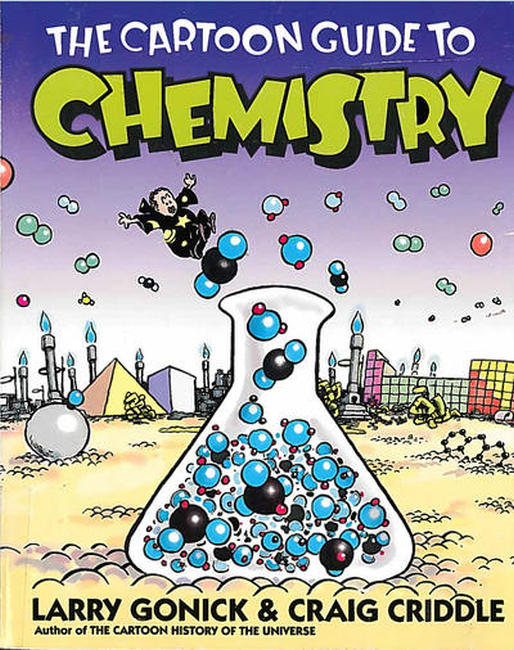 THE CARTOON GUIDE TO
CHEMISTRY
LARRY GONICK & CRAIG CRIDDLE
Author of THE CARTOON HISTORY OF THE UNIVERSE